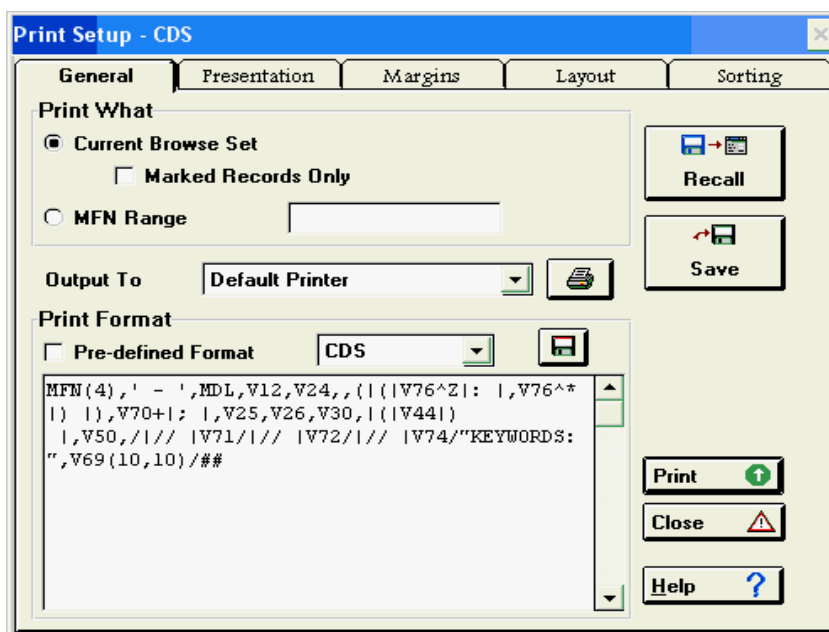 Print Setup - CDS
General Presentation Margins Layout Sorting
Print What
Current Browse Set
Marked Records Only
MFN Range
Recall
Save
Output To Default Printer
Print Format
Pre-defined Format CDS
MFN(4),' - ',MDL,V12,V24,,(|(|V76^Z|: |,V76^*
|) |),V70+|; |,V25,V26,V30,|(|V44|)
|,V50,/|// |V71/|// |V72/|// |V74/"KEYWORDS:
",V69(10,10)/##
Print
Close
Help